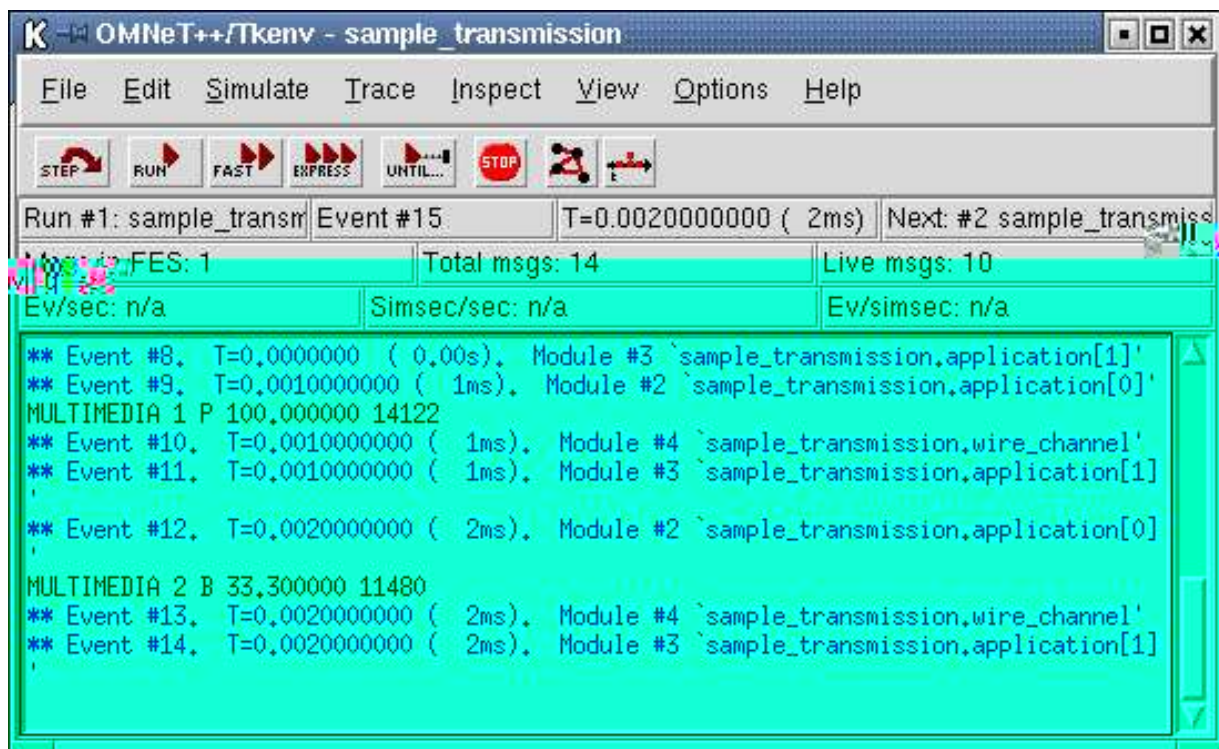 OMNeT++/Tkenv - sample_transmission
File Edit Simulate Trace Inspect View Options Help
STEP RUN FAST EXPRESS UNTIL... STOP
Run #1: sample_transm Event #15 T=0.0020000000 ( 2ms) Next: #2 sample_transmiss
FES: 1 Total msgs: 14 Live msgs: 10
Ev/sec: n/a Simsec/sec: n/a Ev/simsec: n/a
** Event #8. T=0.0000000 ( 0.00s). Module #3 `sample_transmission.application[1]'
** Event #9. T=0.0010000000 ( 1ms). Module #2 `sample_transmission.application[0]'
MULTIMEDIA 1 P 100.000000 14122
** Event #10. T=0.0010000000 ( 1ms). Module #4 `sample_transmission.wire_channel'
** Event #11. T=0.0010000000 ( 1ms). Module #3 `sample_transmission.application[1]
'
** Event #12. T=0.0020000000 ( 2ms). Module #2 `sample_transmission.application[0]
'
MULTIMEDIA 2 B 33.300000 11480
** Event #13. T=0.0020000000 ( 2ms). Module #4 `sample_transmission.wire_channel'
** Event #14. T=0.0020000000 ( 2ms). Module #3 `sample_transmission.application[1]
'